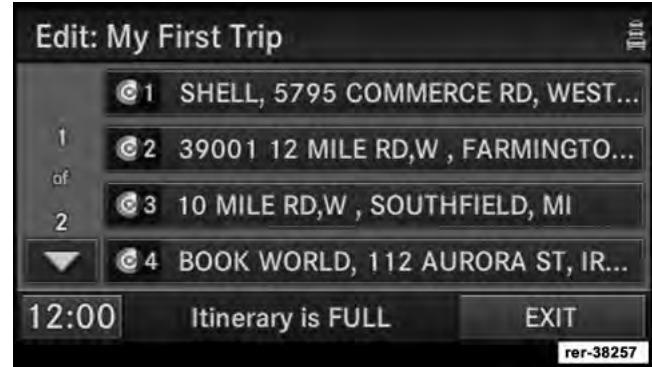 Edit: My First Trip
1 SHELL, 5795 COMMERCE RD, WEST...
2 39001 12 MILE RD,W , FARMINGTO...
3 10 MILE RD,W , SOUTHFIELD, MI
4 BOOK WORLD, 112 AURORA ST, IR...
1
of
2
12:00 Itinerary is FULL EXIT
rer-38257